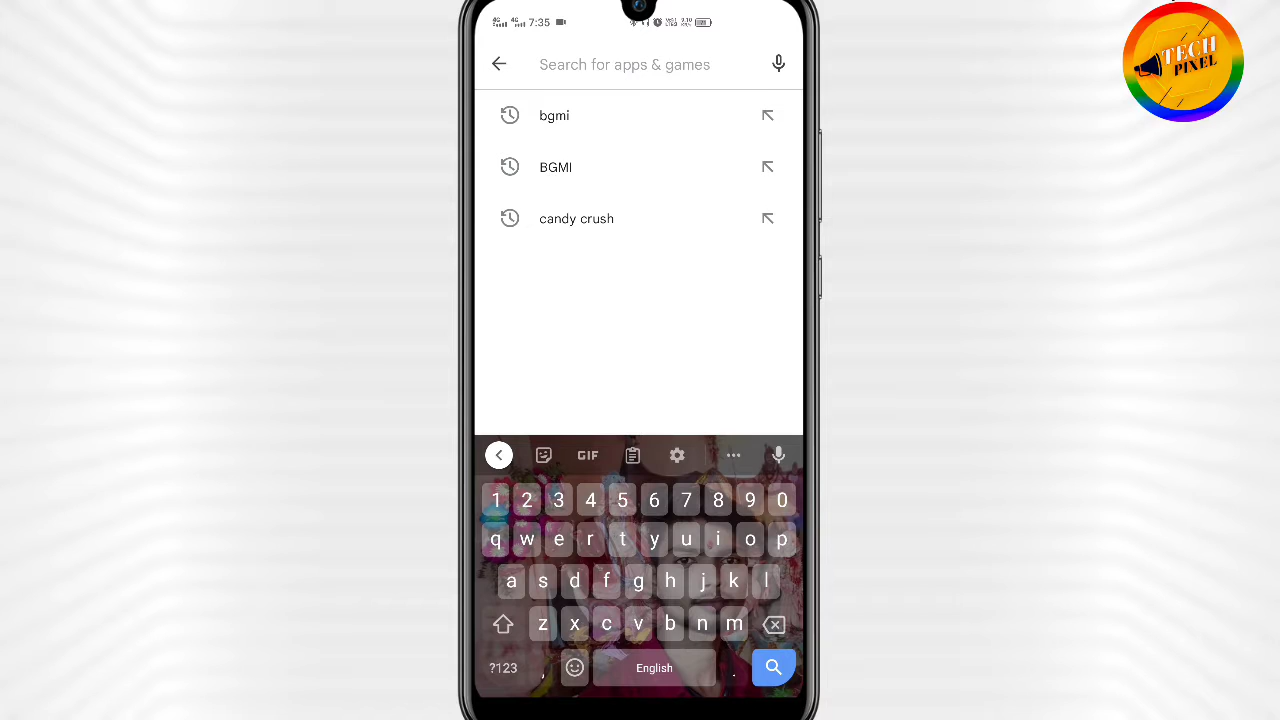 7:35
TECH
PIXEL
Search for apps & games
bgmi
BGMI
candy crush
GIF
1 2 3 4 5 6 7 8 9 0
q w e r t y u i o p
a s d f g h j k l
z x c v b n m
?123 , English .